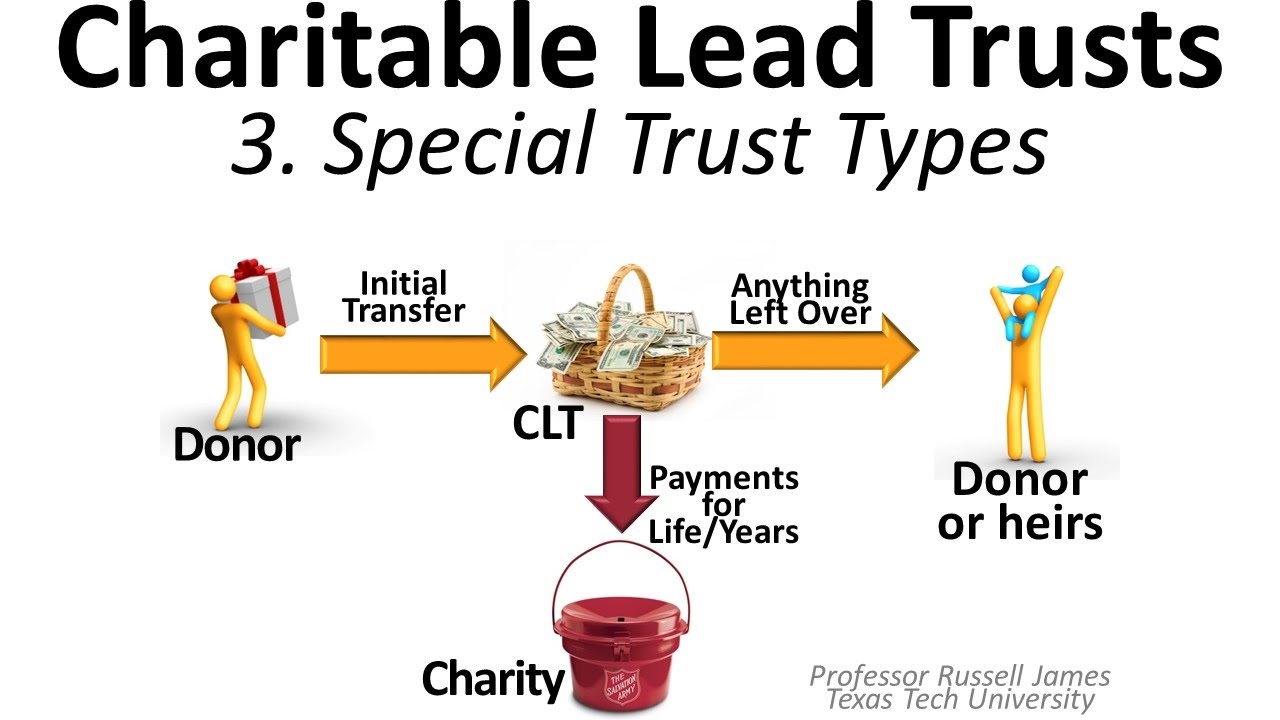 Charitable Lead Trusts
3. Special Trust Types
Initial
Transfer
Anything
Left Over
Donor
CLT
Payments
for
Life/Years
Donor
or heirs
Charity
THE
SALVATION
ARMY
Professor Russell James
Texas Tech University